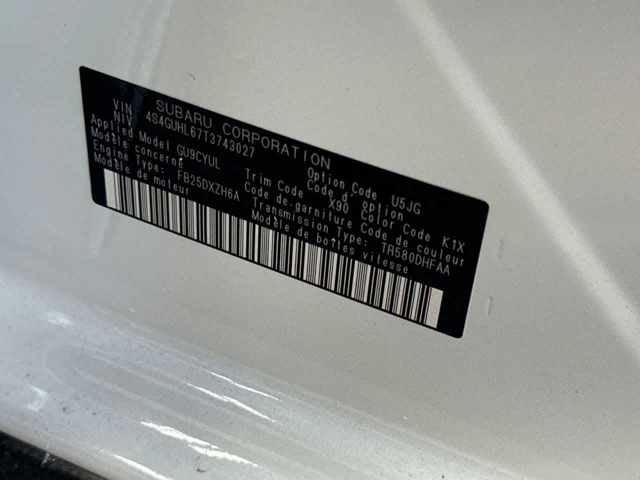 SUBARU CORPORATION
VIN
NIV 4S4GUHL67T3743027
Applied Model GU9CYUL Option Code U5JG
Modèle concerné Code d'option
Engine Type: FB25DXZH6A Trim Code X90 Color Code K1X
Modèle de moteur Code de garniture Code de couleur
Transmission Type: TR580DHFAA
Modèle de boîtes vitesse